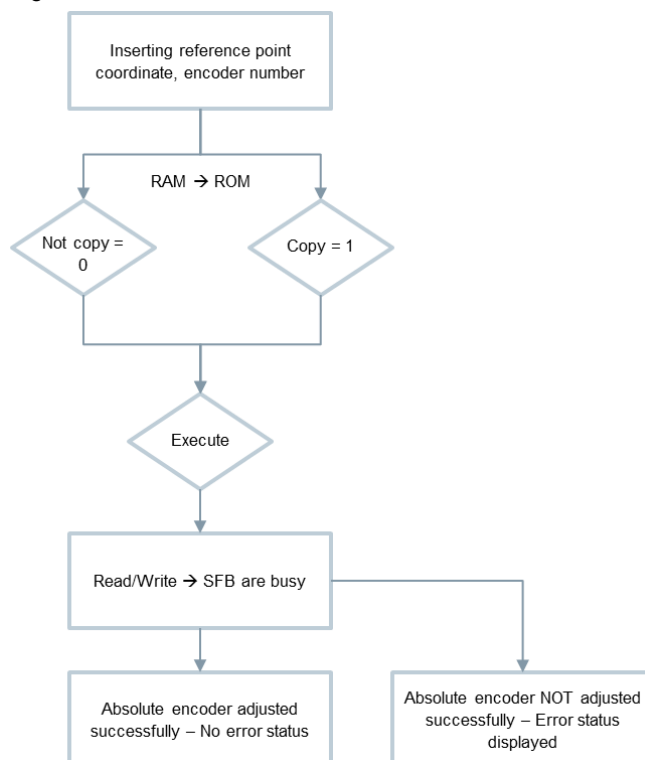 Inserting reference point
coordinate, encoder number
RAM → ROM
Not copy =
0
Copy = 1
Execute
Read/Write → SFB are busy
Absolute encoder adjusted
successfully – No error status
Absolute encoder NOT adjusted
successfully – Error status
displayed